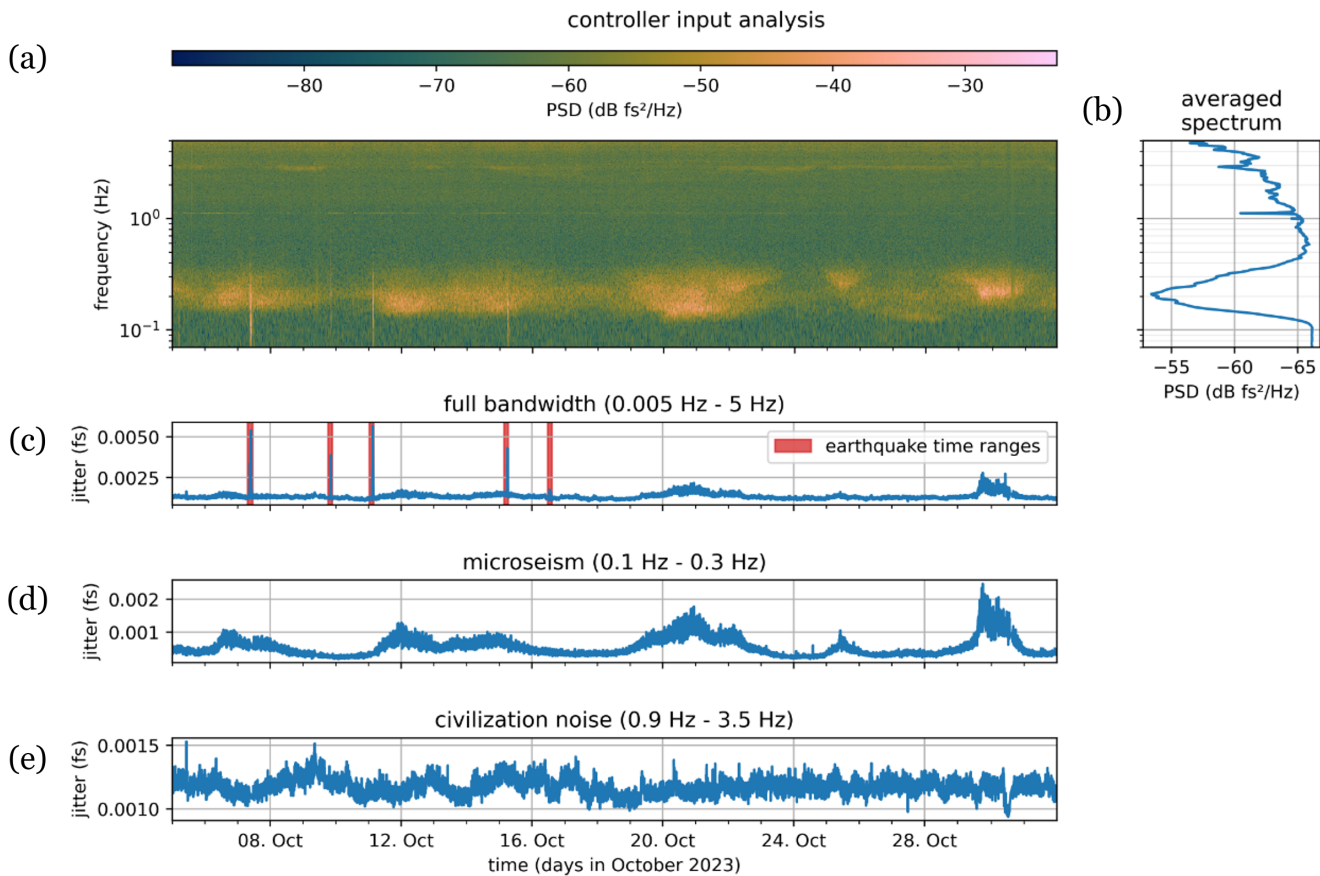 controller input analysis
(a)
−80 −70 −60 −50 −40 −30
PSD (dB fs²/Hz)
frequency (Hz)
10⁰
10⁻¹
(b)
averaged
spectrum
−55 −60 −65
PSD (dB fs²/Hz)
full bandwidth (0.005 Hz - 5 Hz)
(c)
jitter (fs)
0.0050
0.0025
earthquake time ranges
microseism (0.1 Hz - 0.3 Hz)
(d)
jitter (fs)
0.002
0.001
civilization noise (0.9 Hz - 3.5 Hz)
(e)
jitter (fs)
0.0015
0.0010
08. Oct 12. Oct 16. Oct 20. Oct 24. Oct 28. Oct
time (days in October 2023)